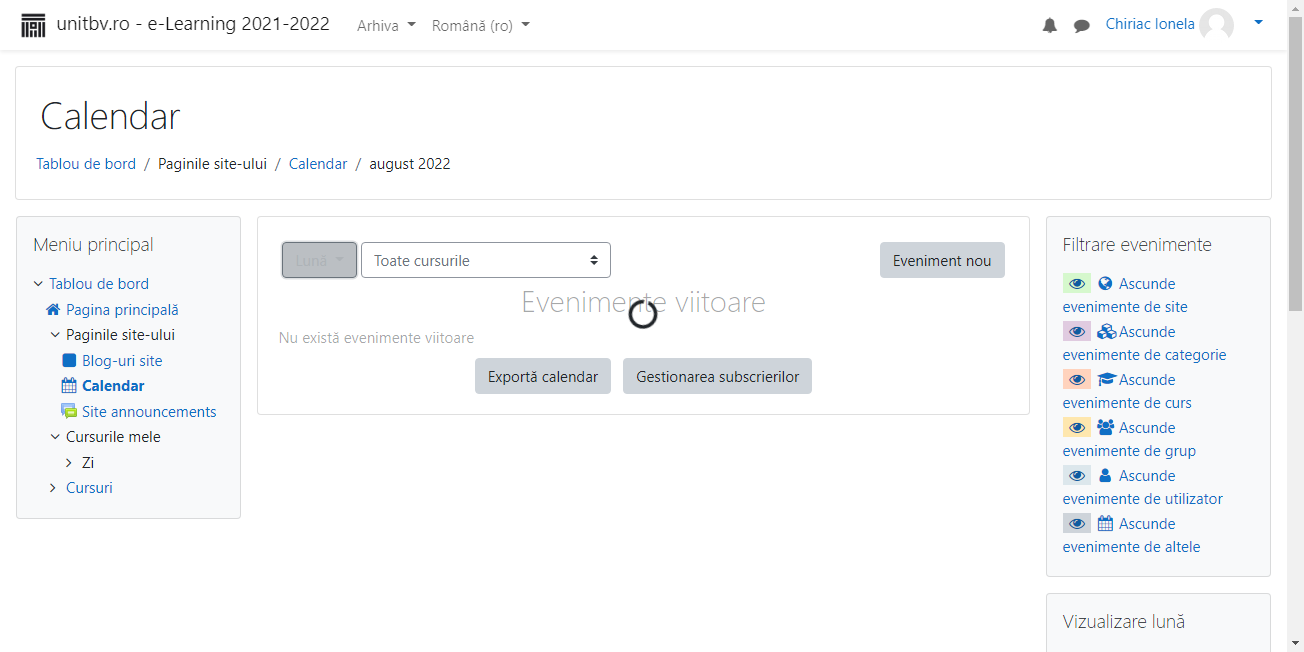 unitbv.ro - e-Learning 2021-2022 Arhiva Română (ro) Chiriac Ionela
Calendar
Tablou de bord / Paginile site-ului / Calendar / august 2022
Meniu principal
Tablou de bord
Pagina principală
Paginile site-ului
Blog-uri site
Calendar
Site announcements
Cursurile mele
Zi
Cursuri
Lună Toate cursurile Eveniment nou
Evenimente viitoare
Nu există evenimente viitoare
Exportă calendar Gestionarea subscrierilor
Filtrare evenimente
Ascunde
evenimente de site
Ascunde
evenimente de categorie
Ascunde
evenimente de curs
Ascunde
evenimente de grup
Ascunde
evenimente de utilizator
Ascunde
evenimente de altele
Vizualizare lună